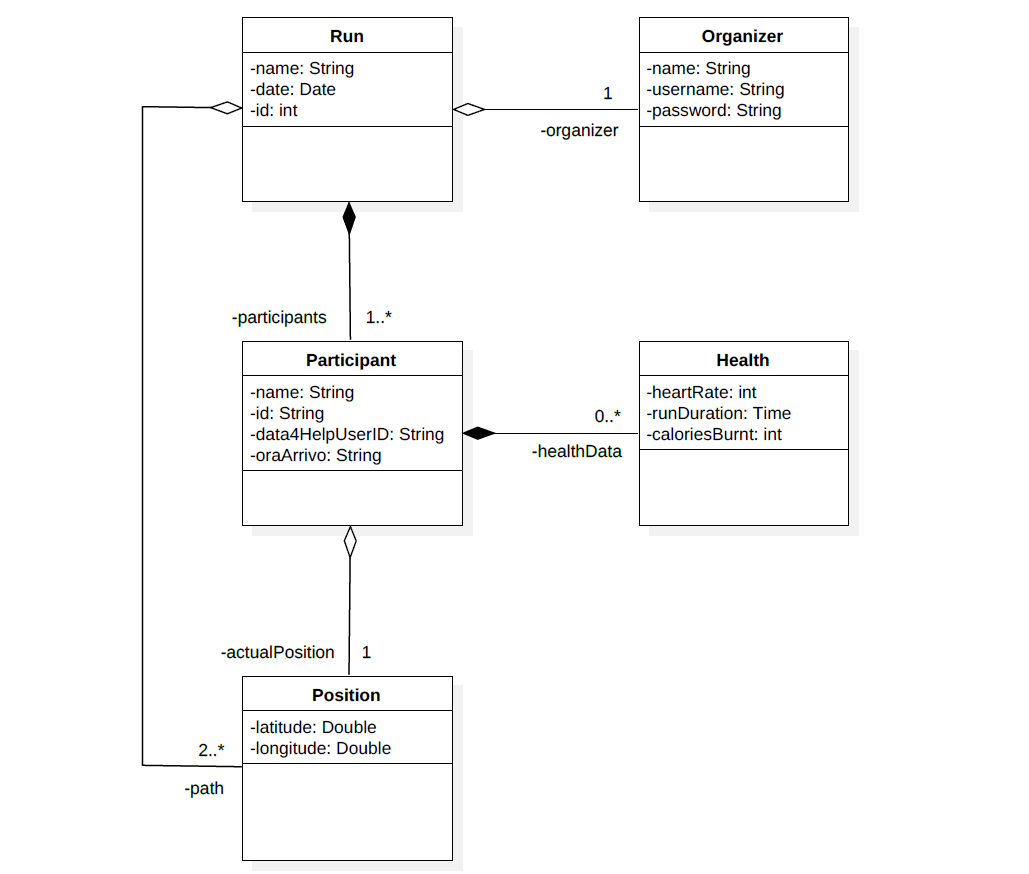 Run
-name: String
-date: Date
-id: int
Organizer
-name: String
-username: String
-password: String
1
-organizer
-participants
1..*
Participant
-name: String
-id: String
-data4HelpUserID: String
-oraArrivo: String
0..*
-healthData
Health
-heartRate: int
-runDuration: Time
-caloriesBurnt: int
-actualPosition
1
Position
-latitude: Double
-longitude: Double
2..*
-path